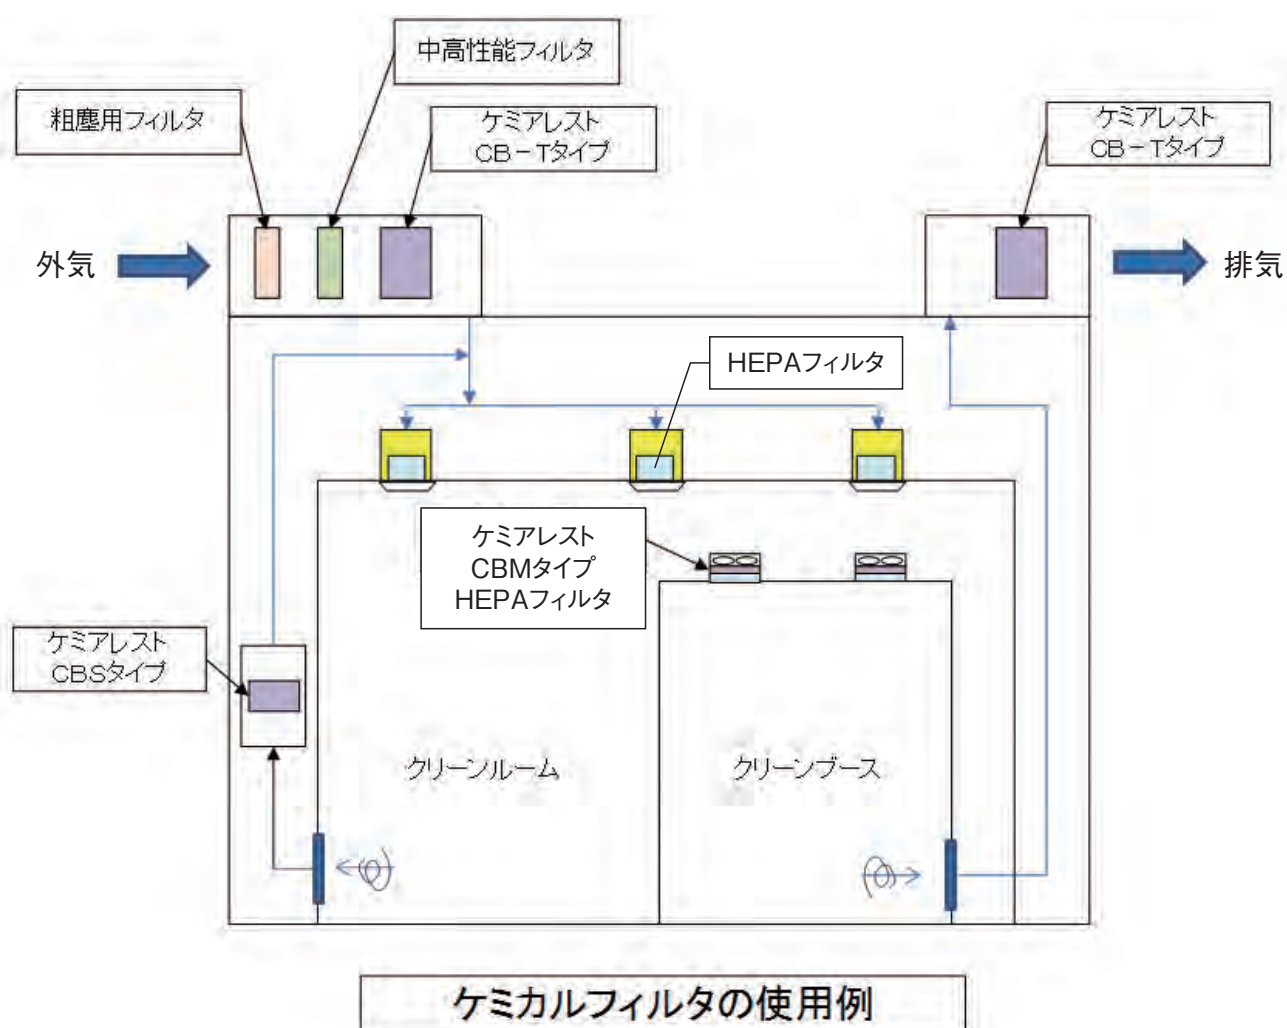 中高性能フィルタ
粗塵用フィルタ
ケミアレスト
CB－Tタイプ
ケミアレスト
CB－Tタイプ
外気
排気
HEPAフィルタ
ケミアレスト
CBMタイプ
HEPAフィルタ
ケミアレスト
CBSタイプ
クリーンルーム
クリーンブース
ケミカルフィルタの使用例